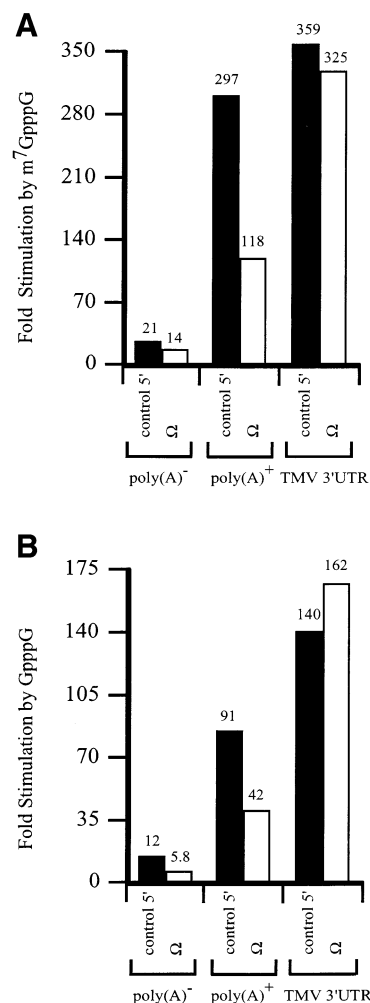 A
Fold Stimulation by m⁷GpppG
350
280
210
140
70
0
21
14
297
118
359
325
control 5'
Ω
control 5'
Ω
control 5'
Ω
poly(A)⁻
poly(A)⁺
TMV 3'UTR
B
Fold Stimulation by GpppG
175
140
105
70
35
0
12
5.8
91
42
140
162
control 5'
Ω
control 5'
Ω
control 5'
Ω
poly(A)⁻
poly(A)⁺
TMV 3'UTR